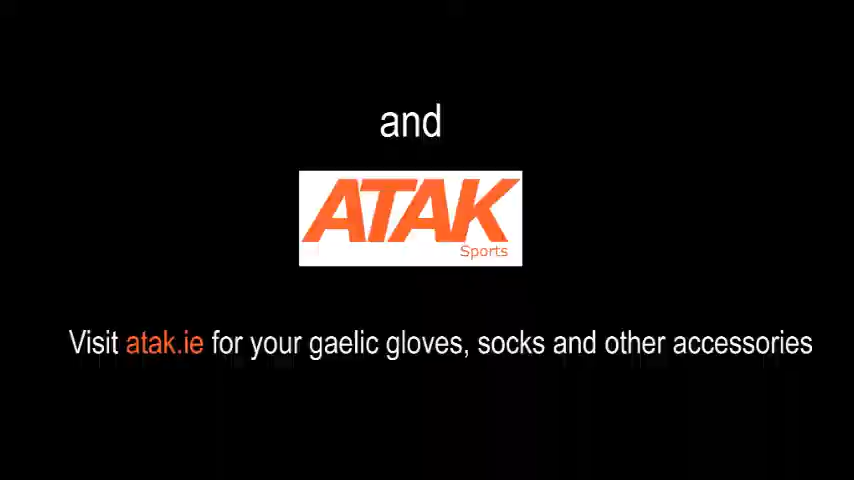 and
ATAK
Sports
Visit atak.ie for your gaelic gloves, socks and other accessories